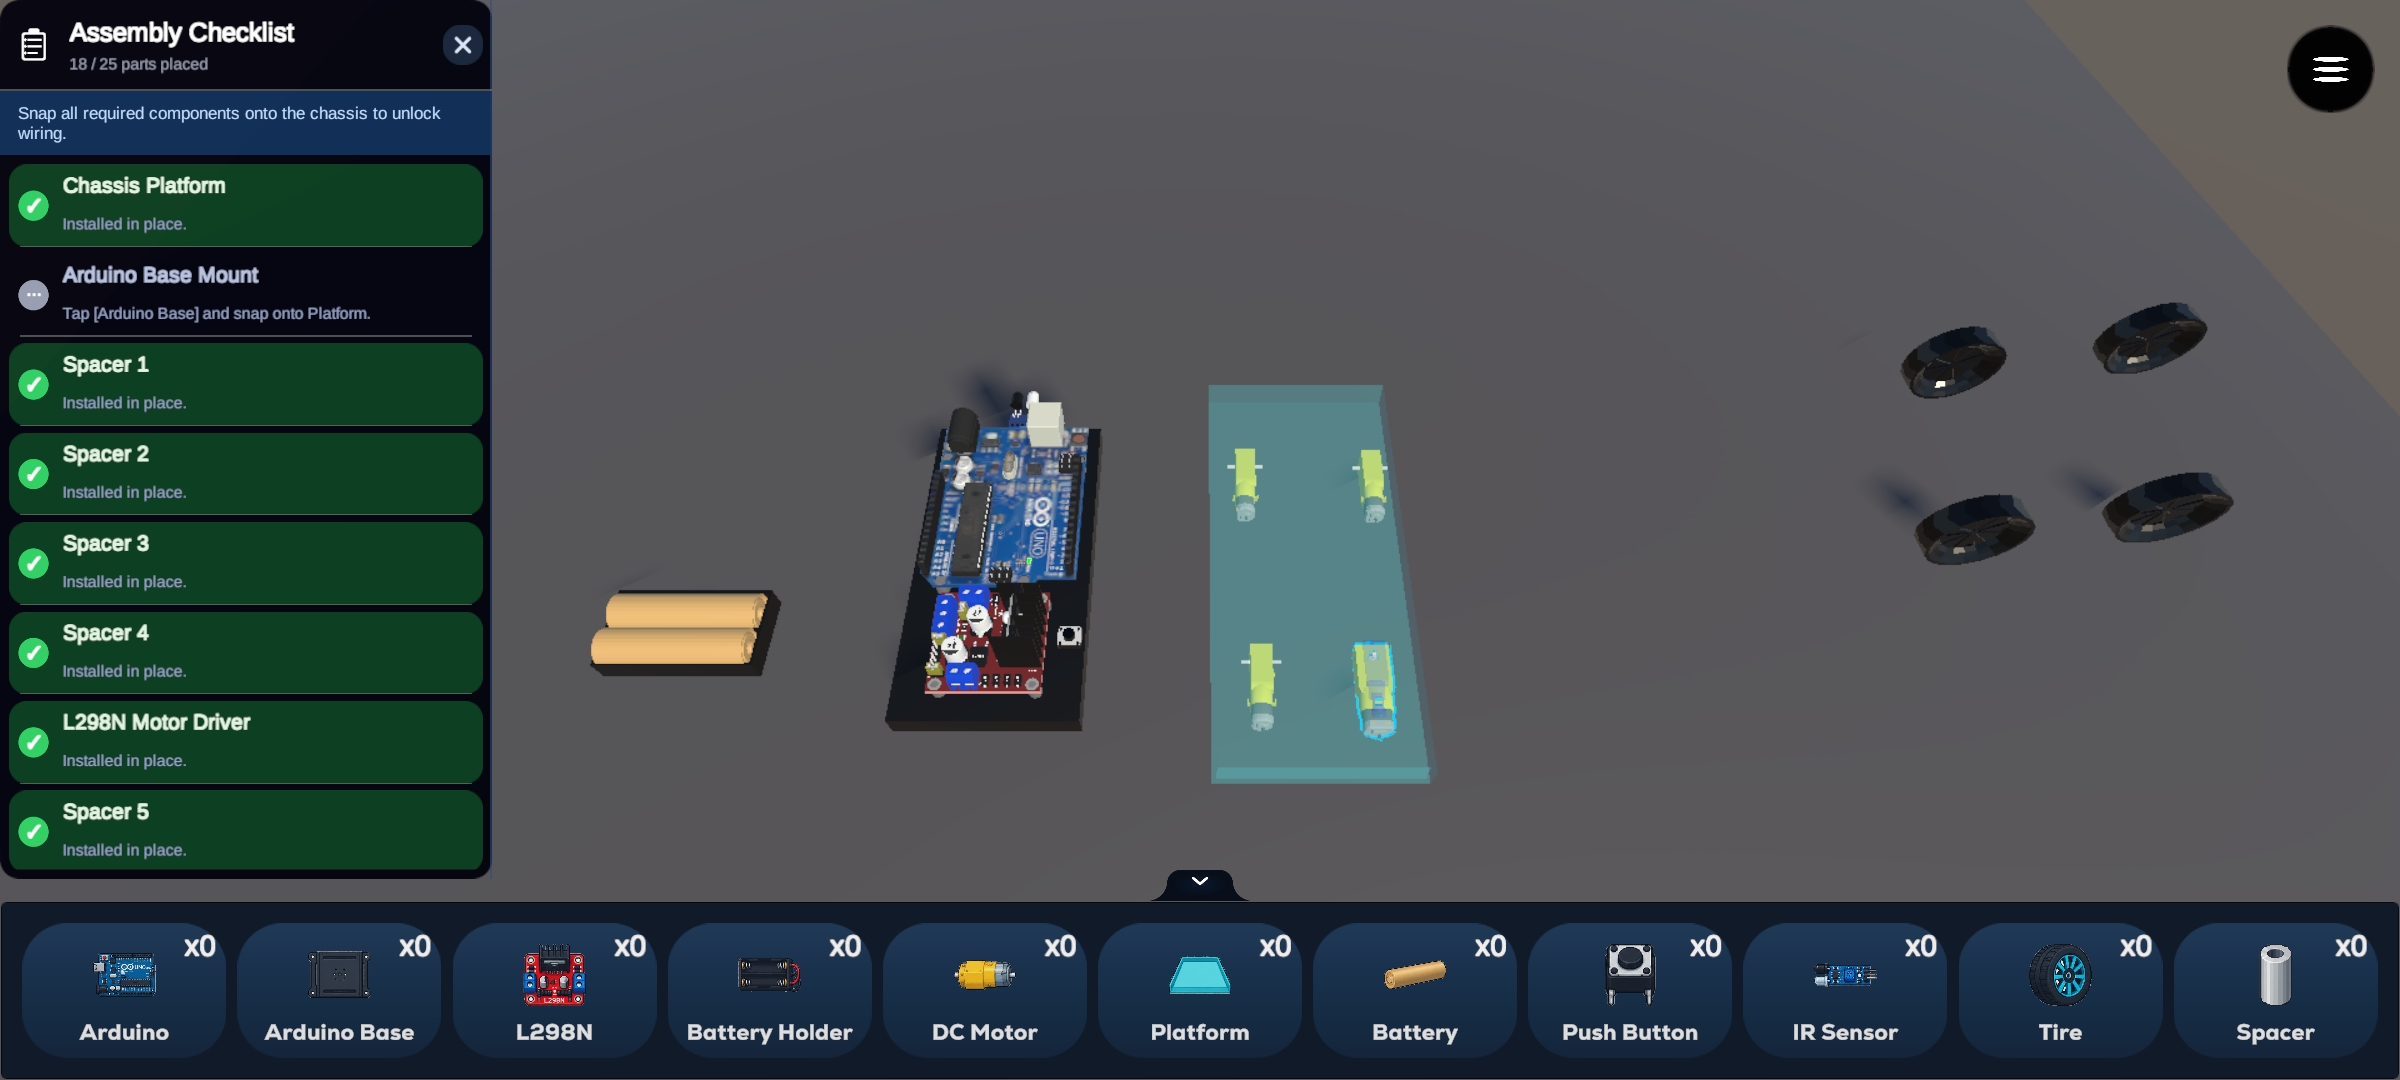 Assembly Checklist
18 / 25 parts placed
Snap all required components onto the chassis to unlock
wiring.
Chassis Platform
Installed in place.
Arduino Base Mount
Tap [Arduino Base] and snap onto Platform.
Spacer 1
Installed in place.
Spacer 2
Installed in place.
Spacer 3
Installed in place.
Spacer 4
Installed in place.
L298N Motor Driver
Installed in place.
Spacer 5
Installed in place.
UNO
x0
Arduino
x0
Arduino Base
x0
L298N
L298N
x0
Battery Holder
x0
DC Motor
x0
Platform
x0
Battery
x0
Push Button
x0
IR Sensor
x0
Tire
x0
Spacer